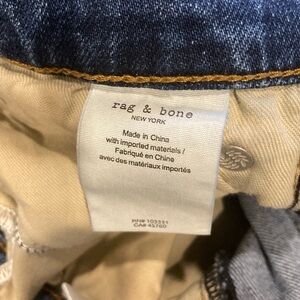 rag & bone
NEW YORK
Made in China
with imported materials /
Fabriqué en Chine
avec des matériaux importés
RN# 103331
CA# 45760